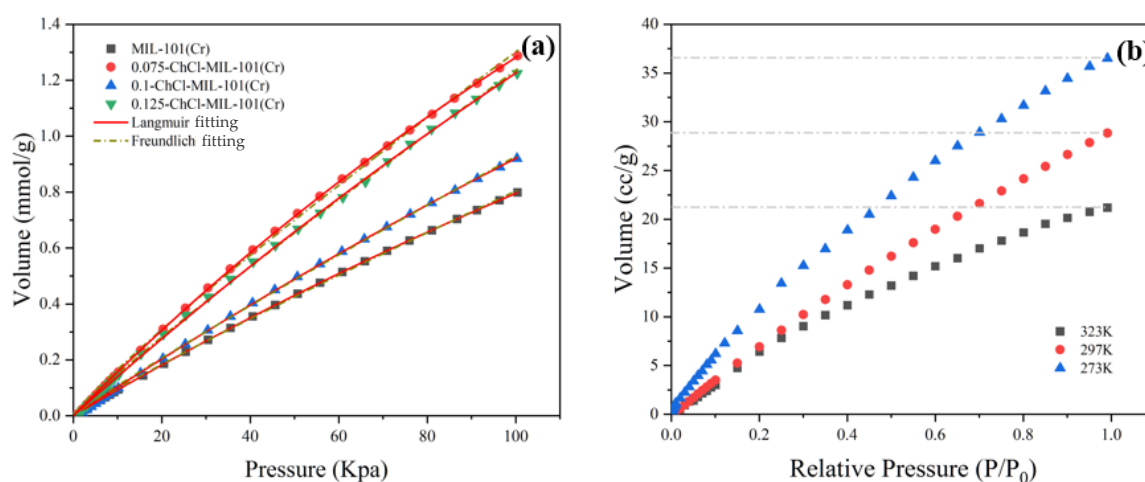 (a)
MIL-101(Cr)
0.075-ChCl-MIL-101(Cr)
0.1-ChCl-MIL-101(Cr)
0.125-ChCl-MIL-101(Cr)
Langmuir fitting
Freundlich fitting
Volume (mmol/g)
1.4
1.2
1.0
0.8
0.6
0.4
0.2
0.0
0 20 40 60 80 100
Pressure (Kpa)
(b)
Volume (cc/g)
40
35
30
25
20
15
10
5
0
323K
297K
273K
0.0 0.2 0.4 0.6 0.8 1.0
Relative Pressure (P/P0)